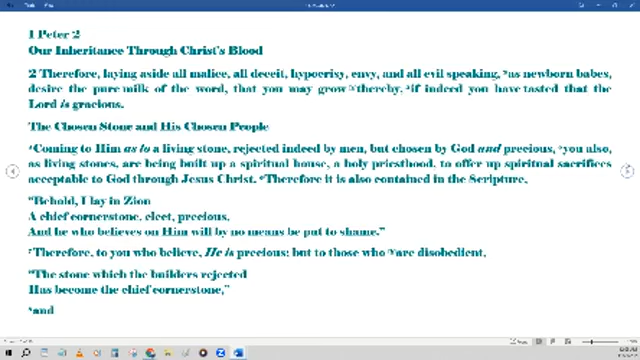 1 Peter 2
Our Inheritance Through Christ's Blood
2 Therefore, laying aside all malice, all deceit, hypocrisy, envy, and all evil speaking, as newborn babes,
desire the pure milk of the word, that you may grow thereby, if indeed you have tasted that the
Lord is gracious.
The Chosen Stone and His Chosen People
Coming to Him as to a living stone, rejected indeed by men, but chosen by God and precious, you also,
as living stones, are being built up a spiritual house, a holy priesthood, to offer up spiritual sacrifices
acceptable to God through Jesus Christ. Therefore it is also contained in the Scripture,
"Behold, I lay in Zion
A chief cornerstone, elect, precious,
And he who believes on Him will by no means be put to shame."
Therefore, to you who believe, He is precious; but to those who are disobedient,
"The stone which the builders rejected
Has become the chief cornerstone,"
and